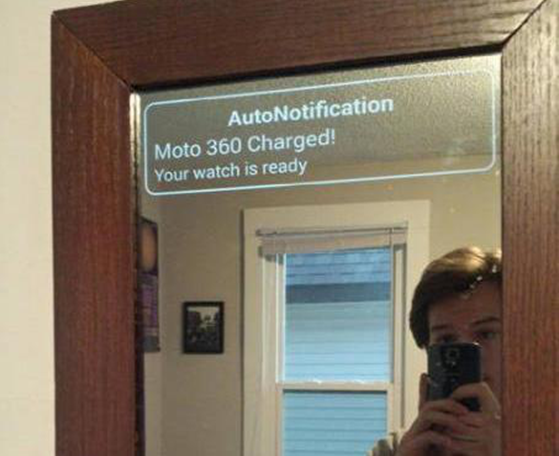 AutoNotification
Moto 360 Charged!
Your watch is ready